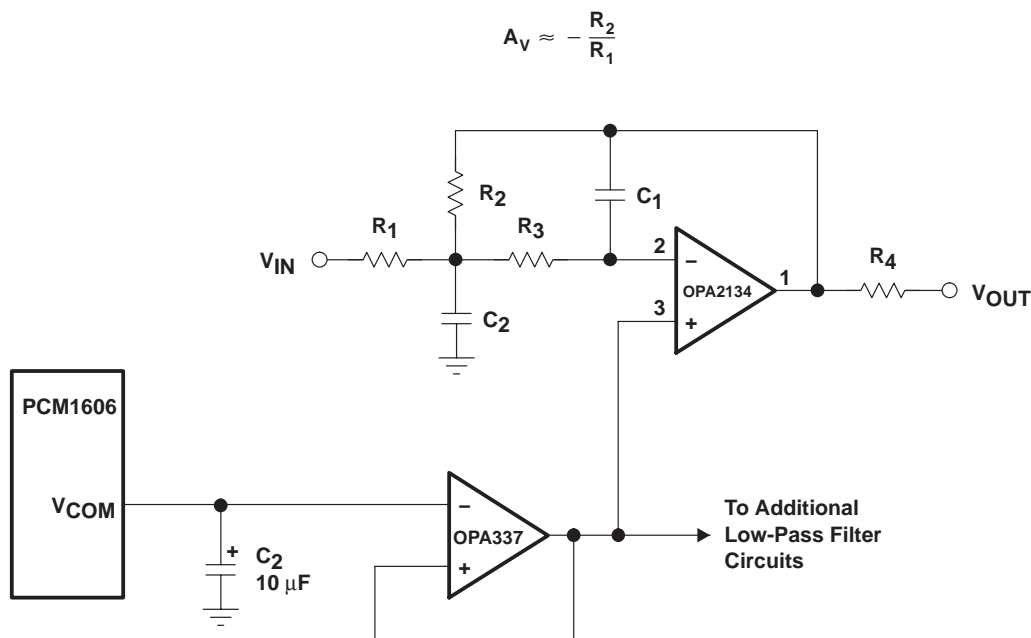 A_V ≈ − R_2 / R_1
R_2
C_1
R_1
R_3
V_IN
2
−
OPA2134
1
3
+
R_4
V_OUT
C_2
PCM1606
V_COM
+
C_2
10 μF
−
OPA337
+
To Additional
Low-Pass Filter
Circuits